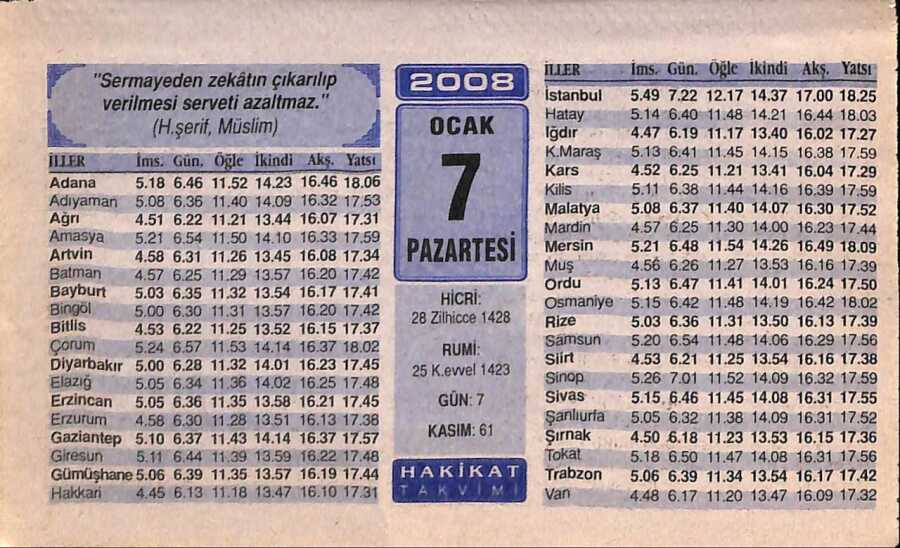 "Sermayeden zekâtın çıkarılıp
verilmesi serveti azaltmaz."
(H.şerif, Müslim)
İLLER İms. Gün. Öğle İkindi Akş. Yatsı
Adana 5.18 6.46 11.52 14.23 16.46 18.06
Adıyaman 5.08 6.36 11.40 14.09 16.32 17.53
Ağrı 4.51 6.22 11.21 13.44 16.07 17.31
Amasya 5.21 6.54 11.50 14.10 16.33 17.59
Artvin 4.58 6.31 11.26 13.45 16.08 17.34
Batman 4.57 6.25 11.29 13.57 16.20 17.42
Bayburt 5.03 6.35 11.32 13.54 16.17 17.41
Bingöl 5.00 6.30 11.31 13.57 16.20 17.42
Bitlis 4.53 6.22 11.25 13.52 16.15 17.37
Çorum 5.24 6.57 11.53 14.14 16.37 18.02
Diyarbakır 5.00 6.28 11.32 14.01 16.23 17.45
Elazığ 5.05 6.34 11.36 14.02 16.25 17.48
Erzincan 5.05 6.36 11.35 13.58 16.21 17.45
Erzurum 4.58 6.30 11.28 13.51 16.13 17.38
Gaziantep 5.10 6.37 11.43 14.14 16.37 17.57
Giresun 5.11 6.44 11.39 13.59 16.22 17.48
Gümüşhane 5.06 6.39 11.35 13.57 16.19 17.44
Hakkari 4.45 6.13 11.18 13.47 16.10 17.31
2008
OCAK
7
PAZARTESİ
HİCRİ:
28 Zilhicce 1428
RUMİ:
25 K.evvel 1423
GÜN: 7
KASIM: 61
HAKİKAT
TAKVİMİ
İLLER İms. Gün. Öğle İkindi Akş. Yatsı
İstanbul 5.49 7.22 12.17 14.37 17.00 18.25
Hatay 5.14 6.40 11.48 14.21 16.44 18.03
Iğdır 4.47 6.19 11.17 13.40 16.02 17.27
K.Maraş 5.13 6.41 11.45 14.15 16.38 17.59
Kars 4.52 6.25 11.21 13.41 16.04 17.29
Kilis 5.11 6.38 11.44 14.16 16.39 17.59
Malatya 5.08 6.37 11.40 14.07 16.30 17.52
Mardin 4.57 6.25 11.30 14.00 16.23 17.44
Mersin 5.21 6.48 11.54 14.26 16.49 18.09
Muş 4.56 6.26 11.27 13.53 16.16 17.39
Ordu 5.13 6.47 11.41 14.01 16.24 17.50
Osmaniye 5.15 6.42 11.48 14.19 16.42 18.02
Rize 5.03 6.36 11.31 13.50 16.13 17.39
Samsun 5.20 6.54 11.48 14.06 16.29 17.56
Siirt 4.53 6.21 11.25 13.54 16.16 17.38
Sinop 5.26 7.01 11.52 14.09 16.32 17.59
Sivas 5.15 6.46 11.45 14.08 16.31 17.55
Şanlıurfa 5.05 6.32 11.38 14.09 16.31 17.52
Şırnak 4.50 6.18 11.23 13.53 16.15 17.36
Tokat 5.18 6.50 11.47 14.08 16.31 17.56
Trabzon 5.06 6.39 11.34 13.54 16.17 17.42
Van 4.48 6.17 11.20 13.47 16.09 17.32